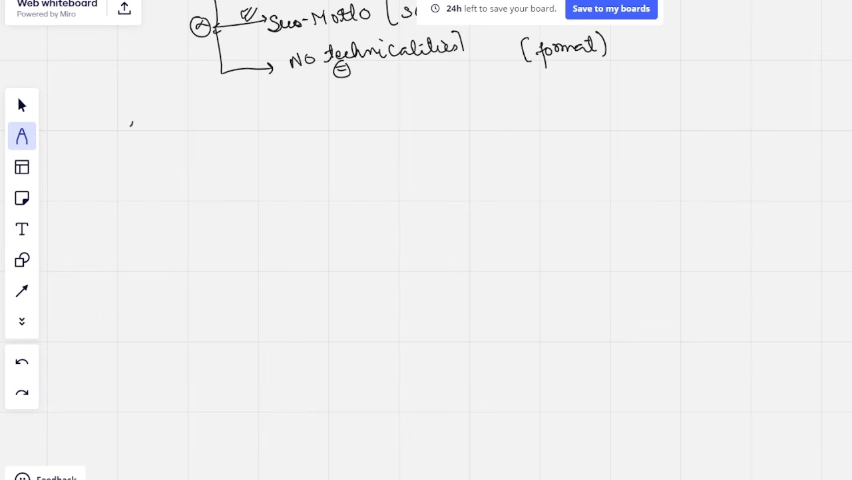 Web whiteboard
Powered by Miro
24h left to save your board.
Save to my boards
Suo-Motto [
No technicalities] (format)
Feedback